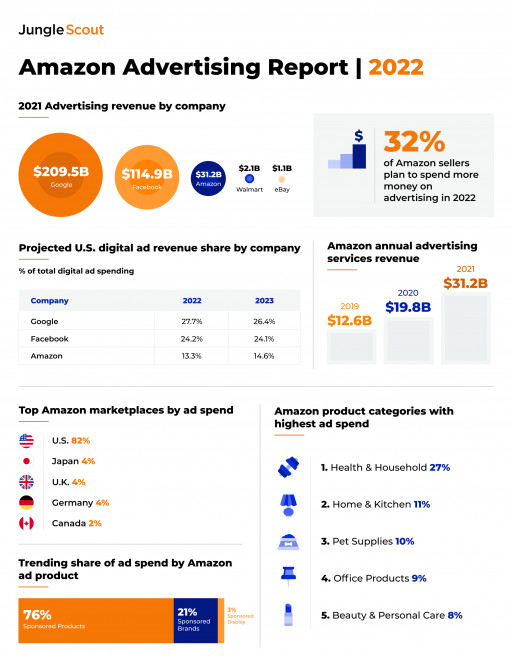 Jungle Scout
Amazon Advertising Report | 2022
2021 Advertising revenue by company
$209.5B
Google
$114.9B
Facebook
$31.2B
Amazon
$2.1B
Walmart
$1.1B
eBay
$
32%
of Amazon sellers
plan to spend more
money on
advertising in 2022
Projected U.S. digital ad revenue share by company
% of total digital ad spending
Company 2022 2023
Google 27.7% 26.4%
Facebook 24.2% 24.1%
Amazon 13.3% 14.6%
Amazon annual advertising
services revenue
2019
$12.6B
2020
$19.8B
2021
$31.2B
Top Amazon marketplaces by ad spend
U.S. 82%
Japan 4%
U.K. 4%
Germany 4%
Canada 2%
Trending share of ad spend by Amazon
ad product
76%
Sponsored Products
21%
Sponsored
Brands
3%
Sponsored
Display
Amazon product categories with
highest ad spend
1. Health & Household 27%
2. Home & Kitchen 11%
3. Pet Supplies 10%
4. Office Products 9%
5. Beauty & Personal Care 8%